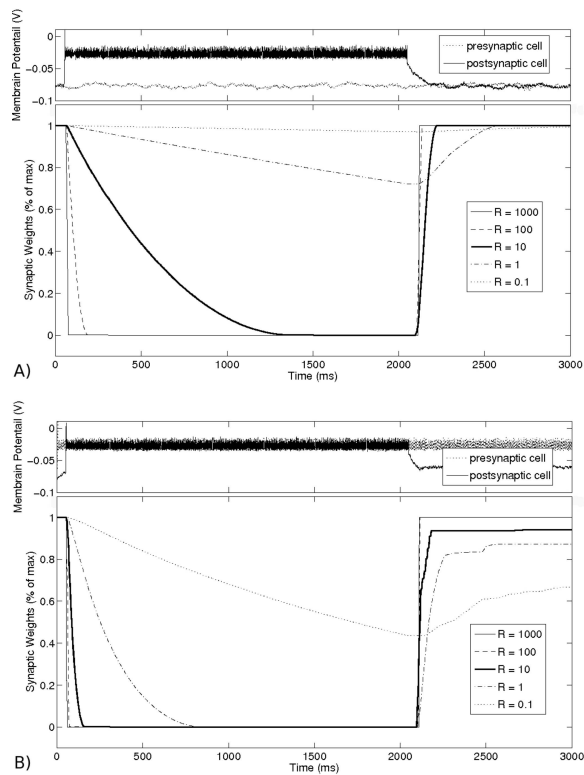 Membrain Potentail (V)
0
−0.05
−0.1
presynaptic cell
postsynaptic cell
Synaptic Weights (% of max)
1
0.8
0.6
0.4
0.2
0
R = 1000
R = 100
R = 10
R = 1
R = 0.1
0 500 1000 1500 2000 2500 3000
Time (ms)
A)
Membrain Potentail (V)
0
−0.05
−0.1
presynaptic cell
postsynaptic cell
Synaptic Weights (% of max)
1
0.8
0.6
0.4
0.2
0
R = 1000
R = 100
R = 10
R = 1
R = 0.1
0 500 1000 1500 2000 2500 3000
Time (ms)
B)